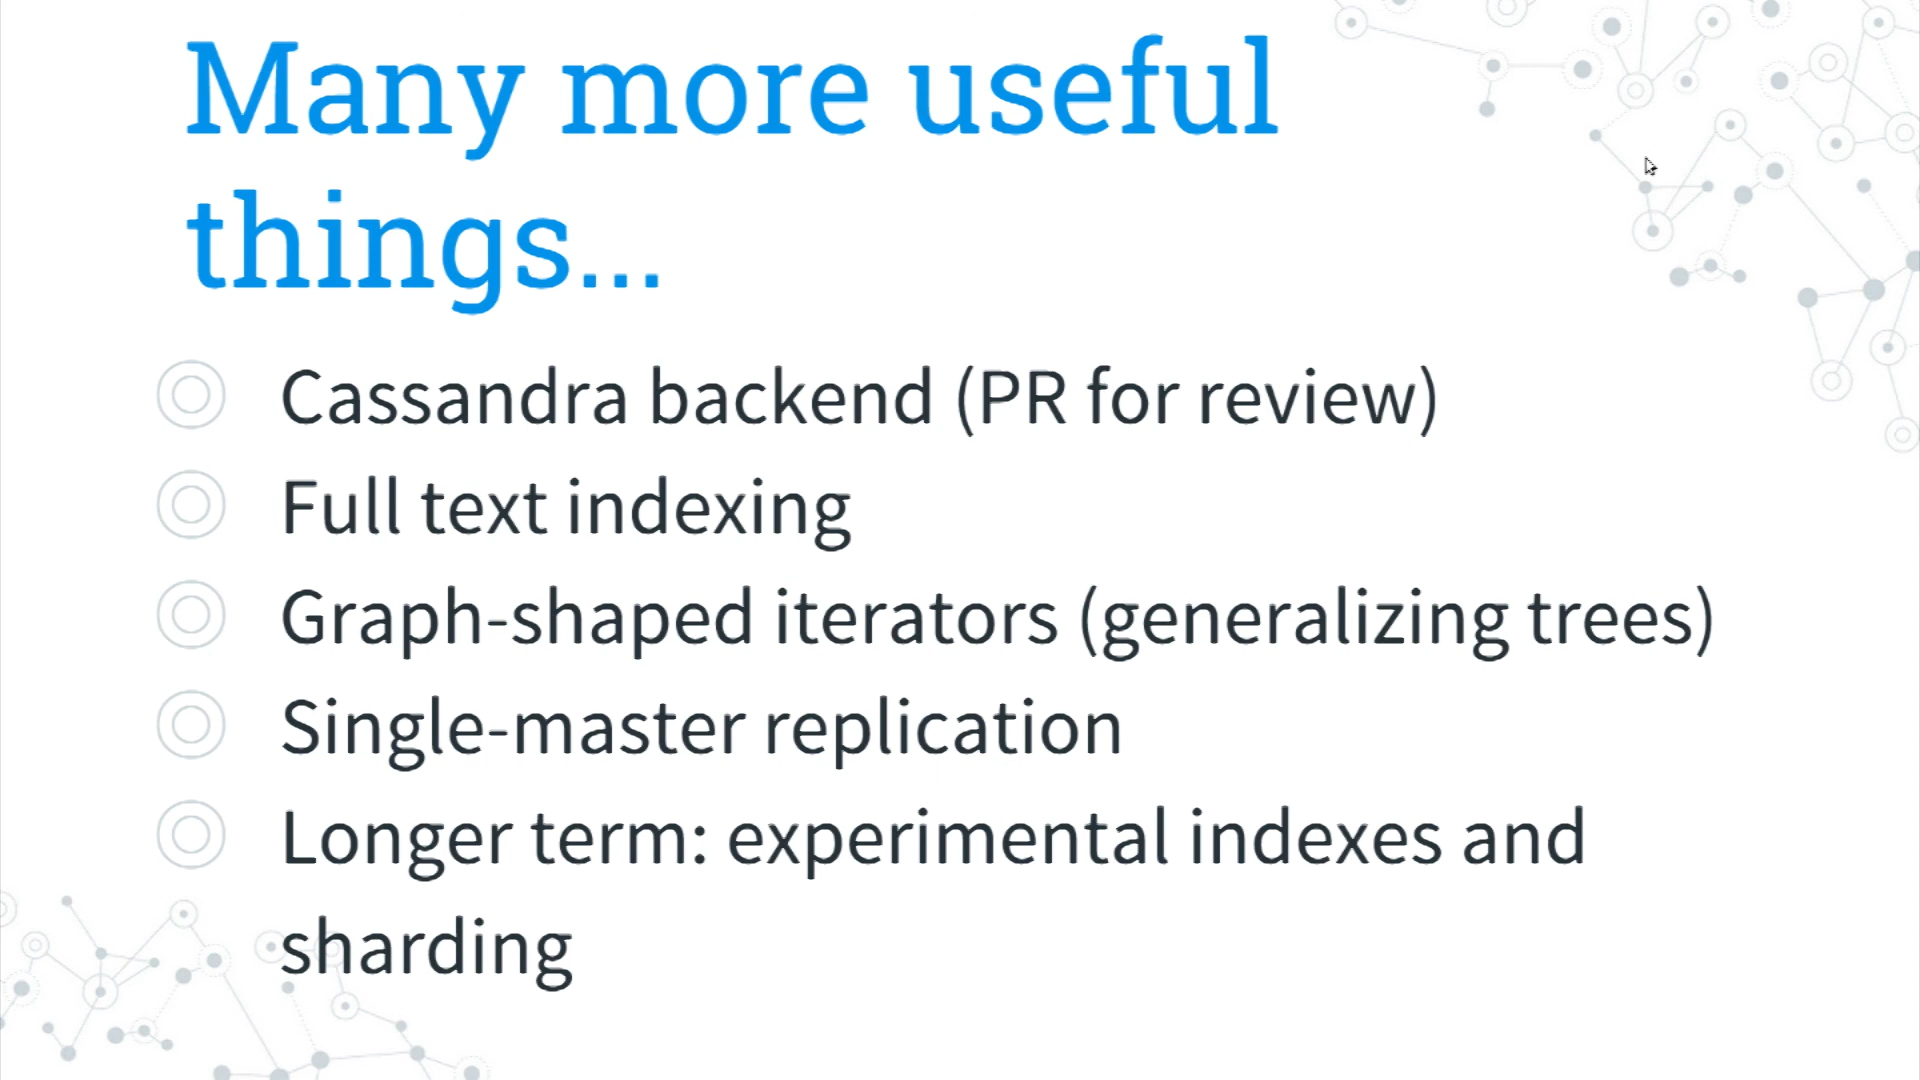 Many more useful
things...
Cassandra backend (PR for review)
Full text indexing
Graph-shaped iterators (generalizing trees)
Single-master replication
Longer term: experimental indexes and
sharding